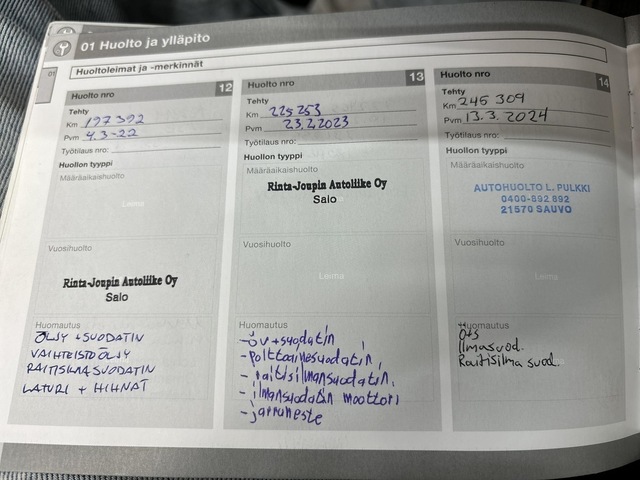 01 Huolto ja ylläpito
01
Huoltoleimat ja -merkinnät
Huolto nro 12
Tehty
Km 197 392
Pvm 4.3-22
Työtilaus nro:
Huollon tyyppi
Määräaikaishuolto
Leima
Vuosihuolto
Rinta-Joupin Autoliike Oy
Salo
Huomautus
ÖLJY + SUODATIN
VAIHTEISTOÖLJY
RAITISILMASUODATIN
LATURI + HIHNAT
Huolto nro 13
Tehty
Km 225 253
Pvm 23.2.2023
Työtilaus nro:
Huollon tyyppi
Määräaikaishuolto
Rinta-Joupin Autoliike Oy
Salo
Vuosihuolto
Leima
Huomautus
-öv+suodatin
-polttoainesuodatin
-raitisilmansuodatin
-ilmansuodatin moottori
-jarruneste
Huolto nro 14
Tehty
Km 245 309
Pvm 13.3.2024
Työtilaus nro:
Huollon tyyppi
Määräaikaishuolto
AUTOHUOLTO L. PULKKI
0400-892 892
21570 SAUVO
Vuosihuolto
Leima
Huomautus
Ö+s
Ilmasuod.
Raitisilma suod.